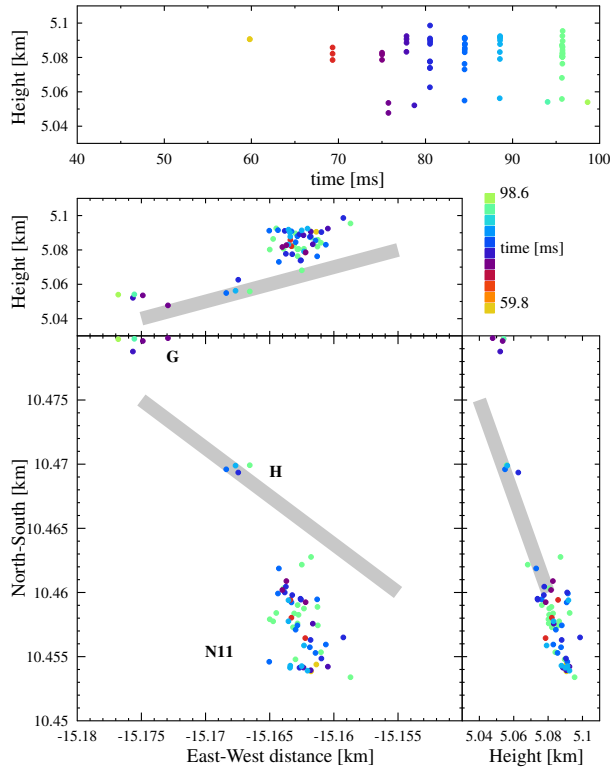 5.1
5.08
5.06
5.04
Height [km]
40 50 60 70 80 90 100
time [ms]
5.1
5.08
5.06
5.04
Height [km]
98.6
time [ms]
59.8
G
H
N11
10.475
10.47
10.465
10.46
10.455
10.45
North-South [km]
-15.18 -15.175 -15.17 -15.165 -15.16 -15.155
East-West distance [km]
5.04 5.06 5.08 5.1
Height [km]